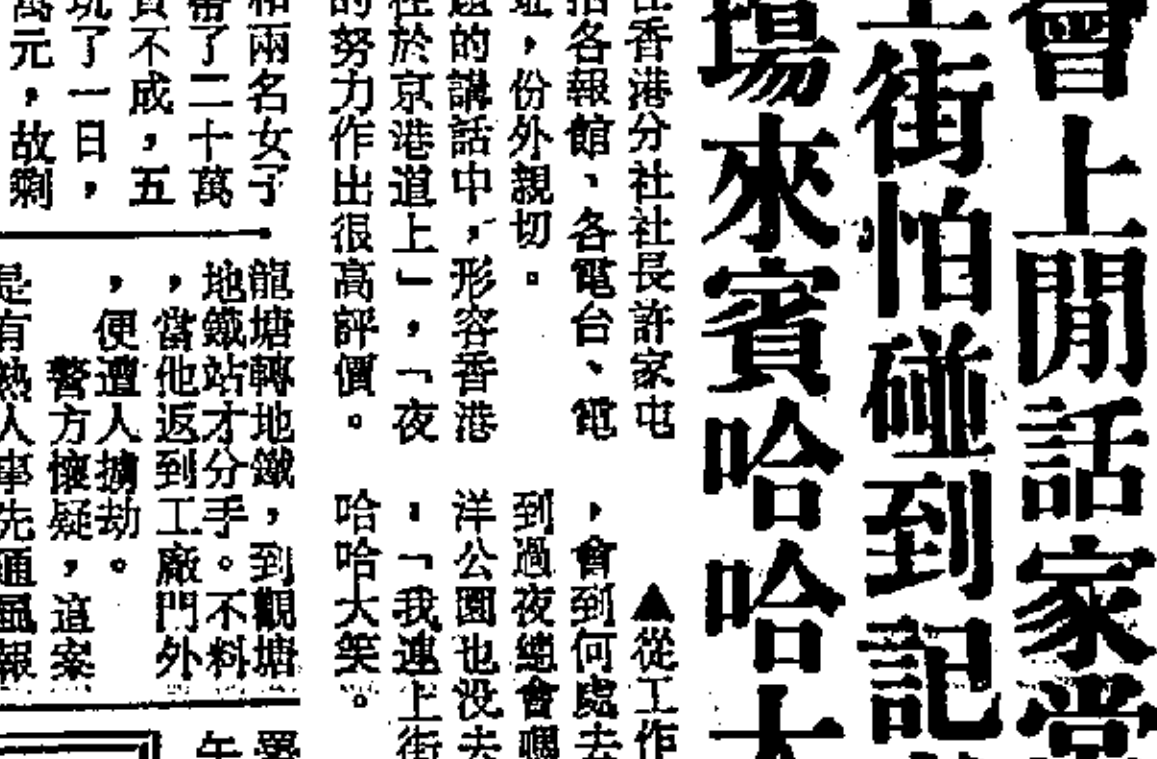 會上閒話家常
上街怕碰到記
場來賓哈哈大
社香港分社社長許家屯
各報館、各電台、電
址,份外親切。
的講話中,形容香港
往於京港道上」,「夜
的努力作出很高評價。
▲從工作
,會到何處去
到過夜總會嗎
洋公園也没去
:「我連上街
哈哈大笑。
和兩名女子
帶了二十萬
資不成,五
玩了一日,
萬元,故剩
龍塘轉地鐵,到觀塘
地鐵站才分手。不料
,當他返到工廠門外
,便遭人擄劫。
警方懷疑,這案
是有熟人事先通風報